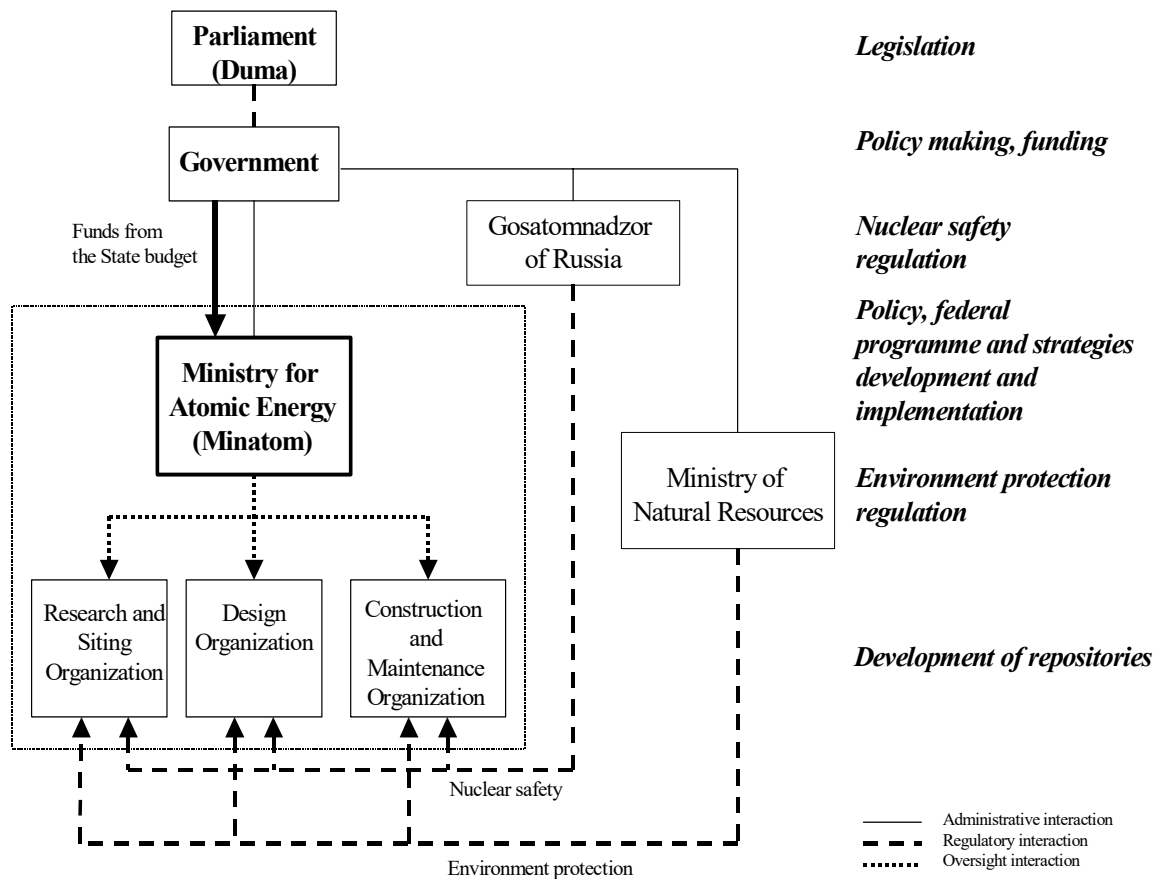 Parliament
(Duma)
Legislation
Government
Policy making, funding
Funds from
the State budget
Gosatomnadzor
of Russia
Nuclear safety
regulation
Policy, federal
programme and strategies
development and
implementation
Ministry for
Atomic Energy
(Minatom)
Ministry of
Natural Resources
Environment protection
regulation
Research and
Siting
Organization
Design
Organization
Construction
and
Maintenance
Organization
Development of repositories
Nuclear safety
Environment protection
Administrative interaction
Regulatory interaction
Oversight interaction